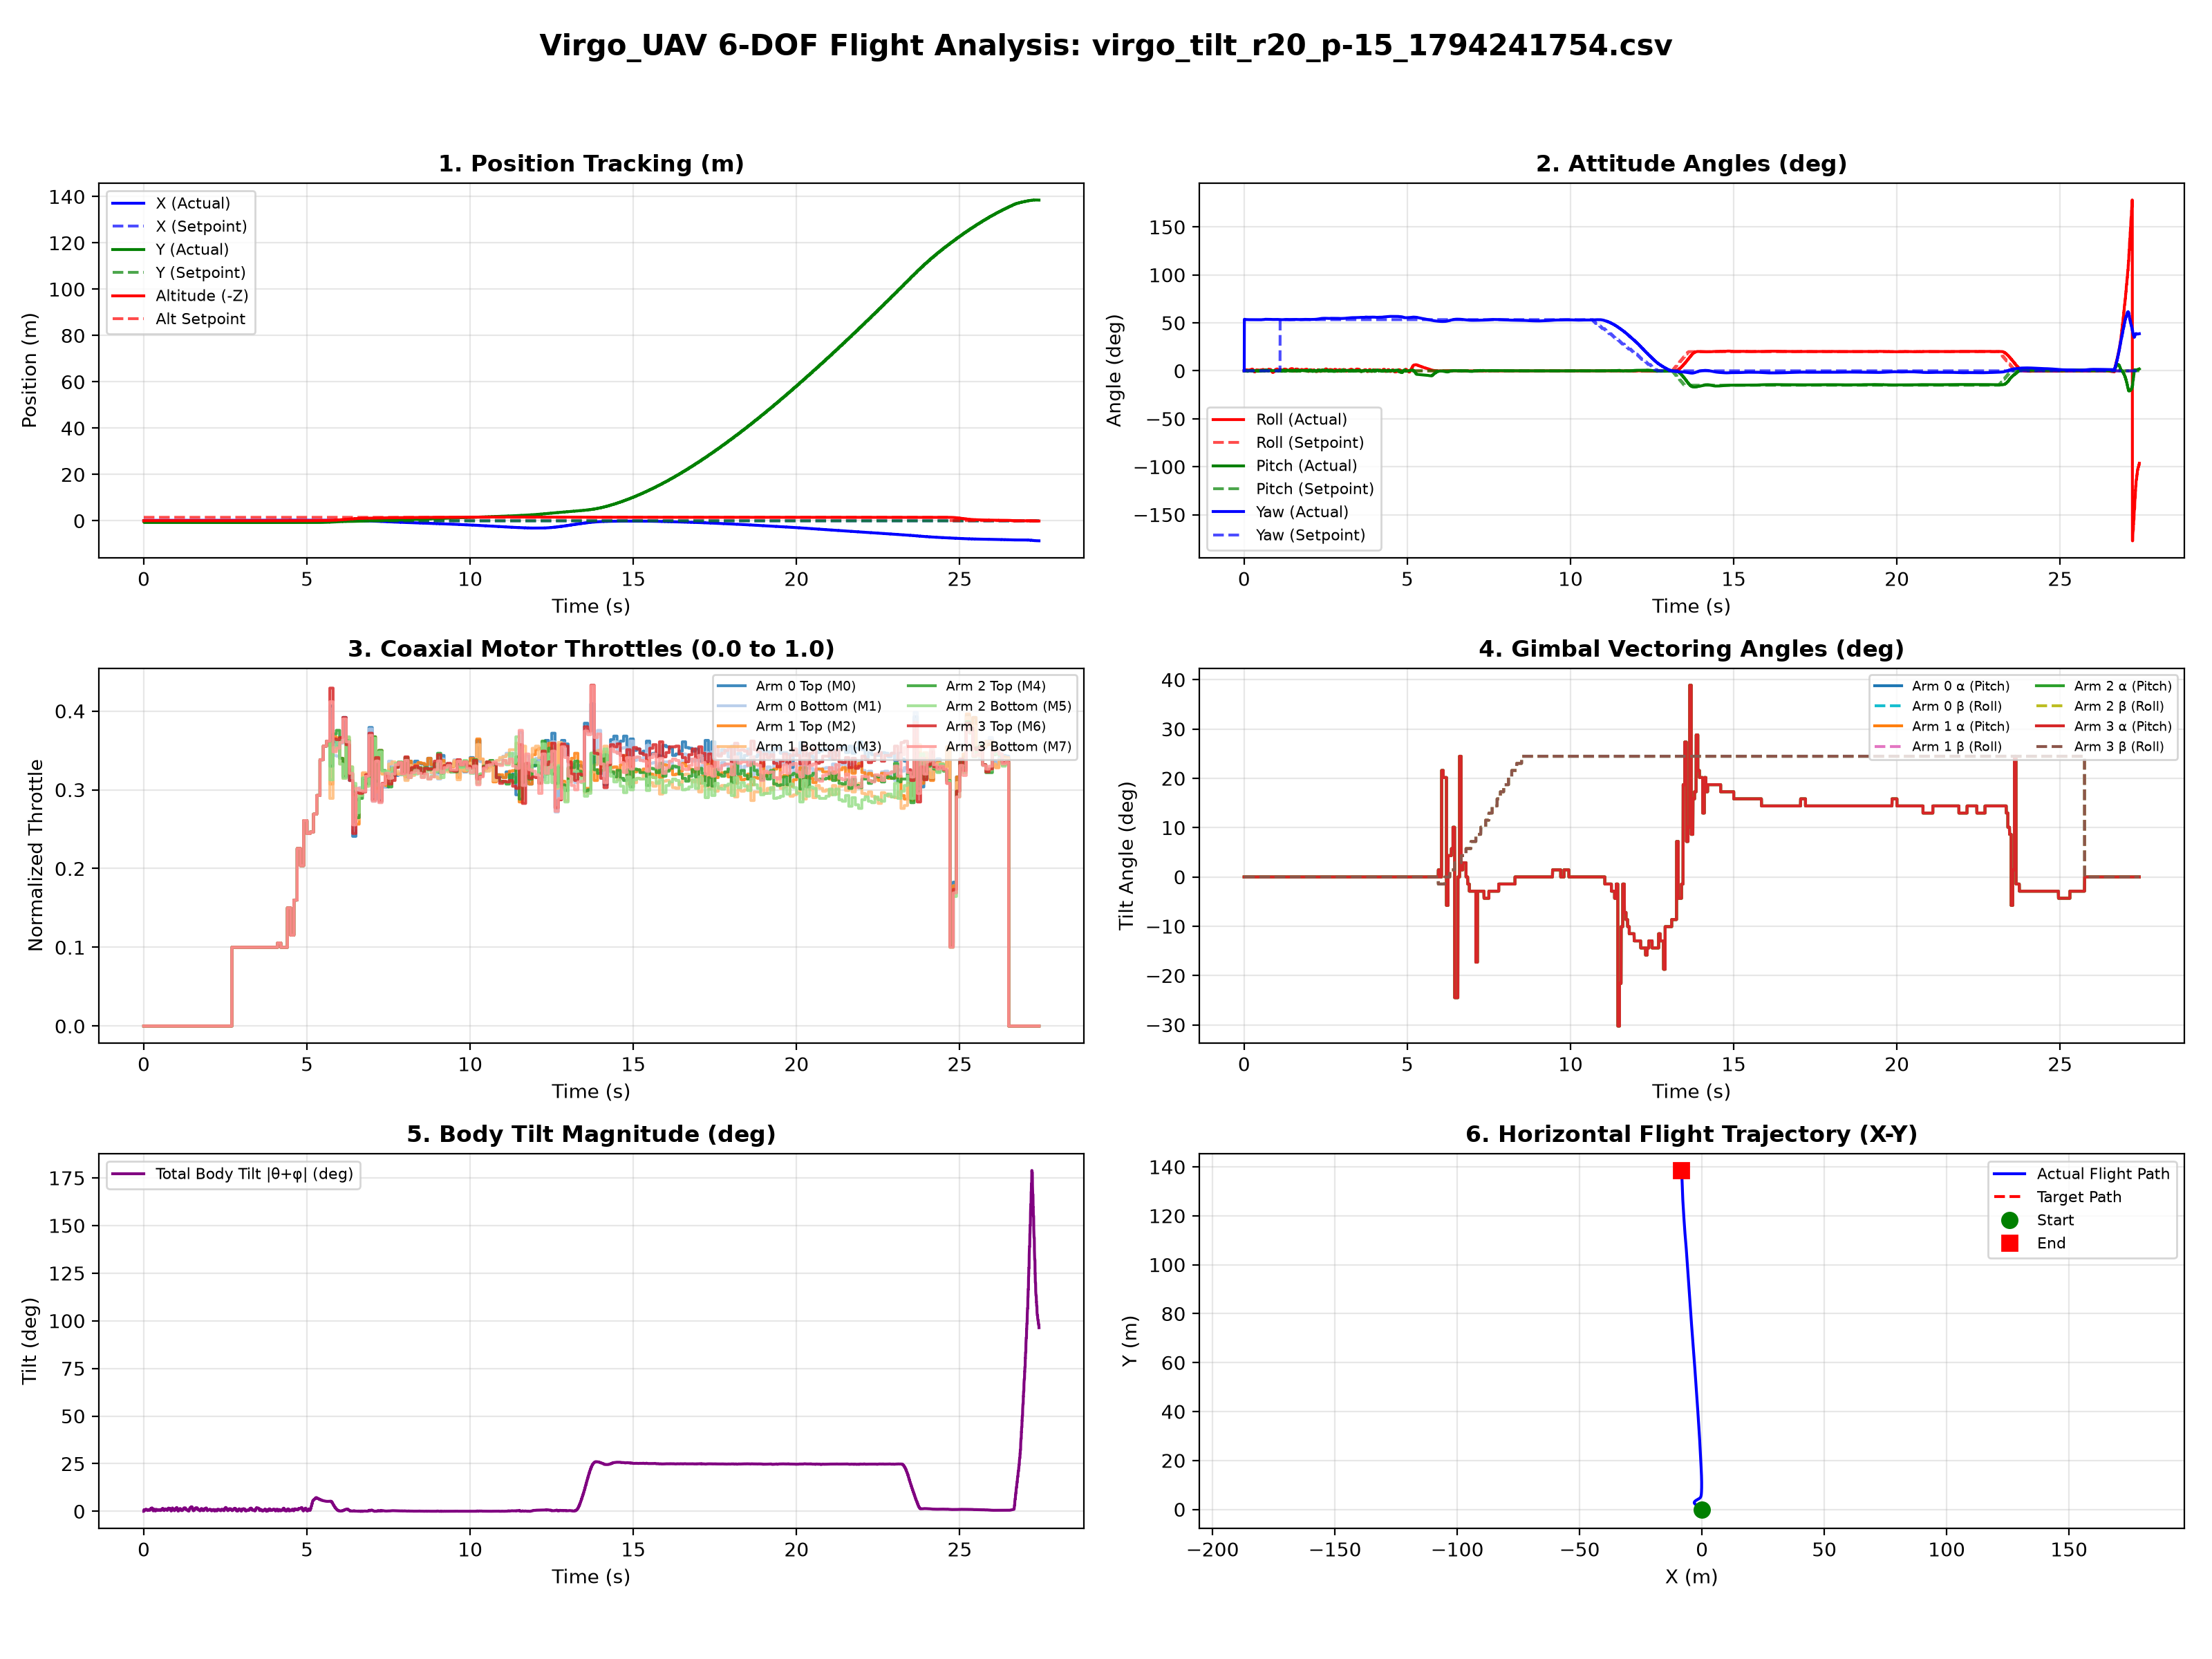 Virgo_UAV 6-DOF Flight Analysis: virgo_tilt_r20_p-15_1794241754.csv
1. Position Tracking (m)
Position (m)
140
120
100
80
60
40
20
0
X (Actual)
X (Setpoint)
Y (Actual)
Y (Setpoint)
Altitude (-Z)
Alt Setpoint
0 5 10 15 20 25
Time (s)
2. Attitude Angles (deg)
Angle (deg)
150
100
50
0
−50
−100
−150
Roll (Actual)
Roll (Setpoint)
Pitch (Actual)
Pitch (Setpoint)
Yaw (Actual)
Yaw (Setpoint)
0 5 10 15 20 25
Time (s)
3. Coaxial Motor Throttles (0.0 to 1.0)
Normalized Throttle
0.4
0.3
0.2
0.1
0.0
Arm 0 Top (M0) Arm 2 Top (M4)
Arm 0 Bottom (M1) Arm 2 Bottom (M5)
Arm 1 Top (M2) Arm 3 Top (M6)
Arm 1 Bottom (M3) Arm 3 Bottom (M7)
0 5 10 15 20 25
Time (s)
4. Gimbal Vectoring Angles (deg)
Tilt Angle (deg)
40
30
20
10
0
−10
−20
−30
Arm 0 α (Pitch) Arm 2 α (Pitch)
Arm 0 β (Roll) Arm 2 β (Roll)
Arm 1 α (Pitch) Arm 3 α (Pitch)
Arm 1 β (Roll) Arm 3 β (Roll)
0 5 10 15 20 25
Time (s)
5. Body Tilt Magnitude (deg)
Tilt (deg)
175
150
125
100
75
50
25
0
Total Body Tilt |θ+φ| (deg)
0 5 10 15 20 25
Time (s)
6. Horizontal Flight Trajectory (X-Y)
Y (m)
140
120
100
80
60
40
20
0
Actual Flight Path
Target Path
Start
End
−200 −150 −100 −50 0 50 100 150
X (m)